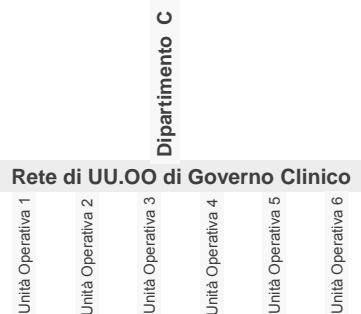 Dipartimento C
Rete di UU.OO di Governo Clinico
Unità Operativa 1
Unità Operativa 2
Unità Operativa 3
Unità Operativa 4
Unità Operativa 5
Unità Operativa 6